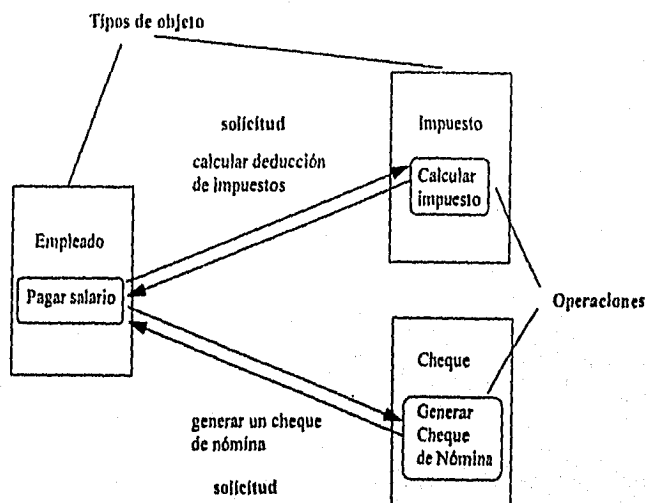 Tipos de objeto
solicitud
calcular deducción
de impuestos
Impuesto
Calcular
impuesto
Empleado
Pagar salario
Operaciones
Cheque
Generar
Cheque
de Nómina
generar un cheque
de nómina
solicitud